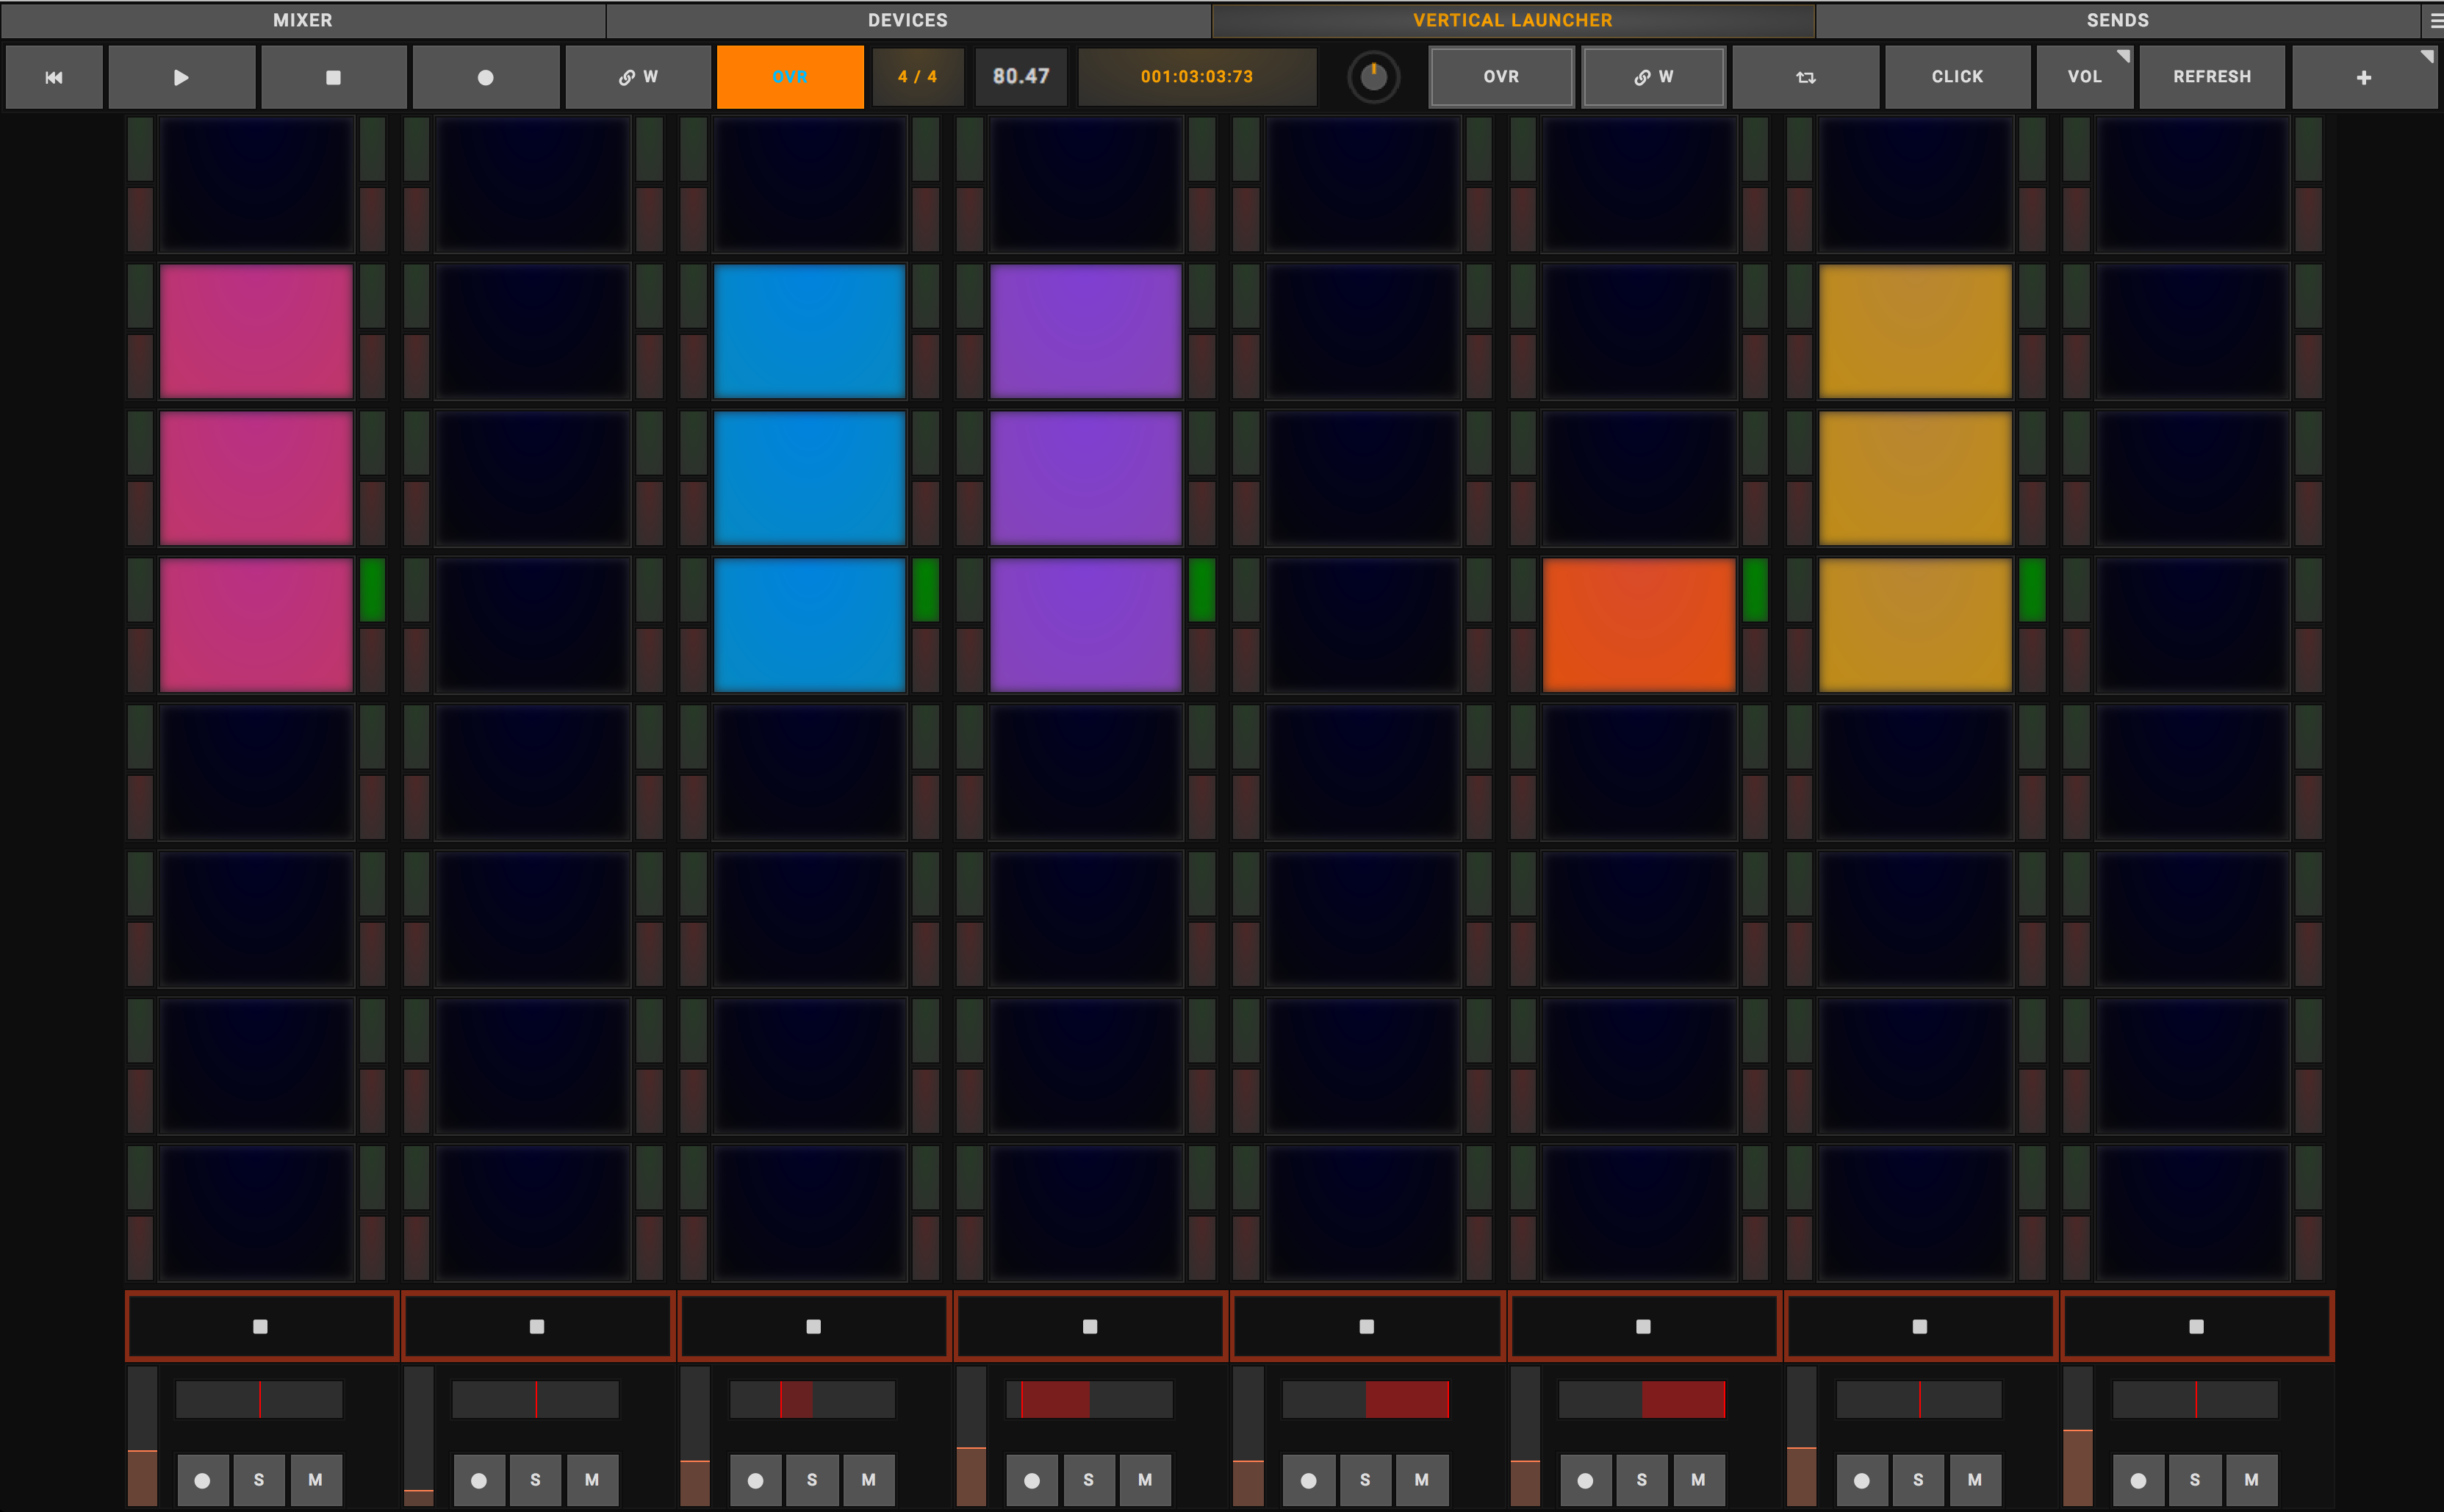 MIXER DEVICES VERTICAL LAUNCHER SENDS
W OVR 4 / 4 80.47 001:03:03:73 OVR W CLICK VOL REFRESH +
S M S M S M S M S M S M S M S M